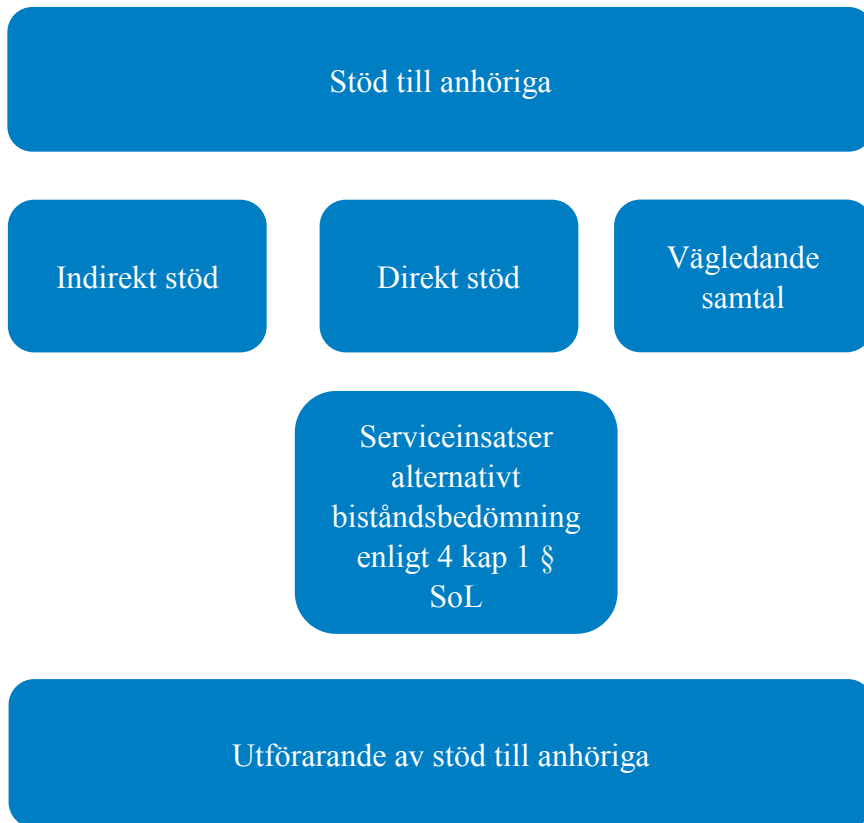 Stöd till anhöriga
Indirekt stöd
Direkt stöd
Vägledande
samtal
Serviceinsatser
alternativt
biståndsbedömning
enligt 4 kap 1 §
SoL
Utförarande av stöd till anhöriga